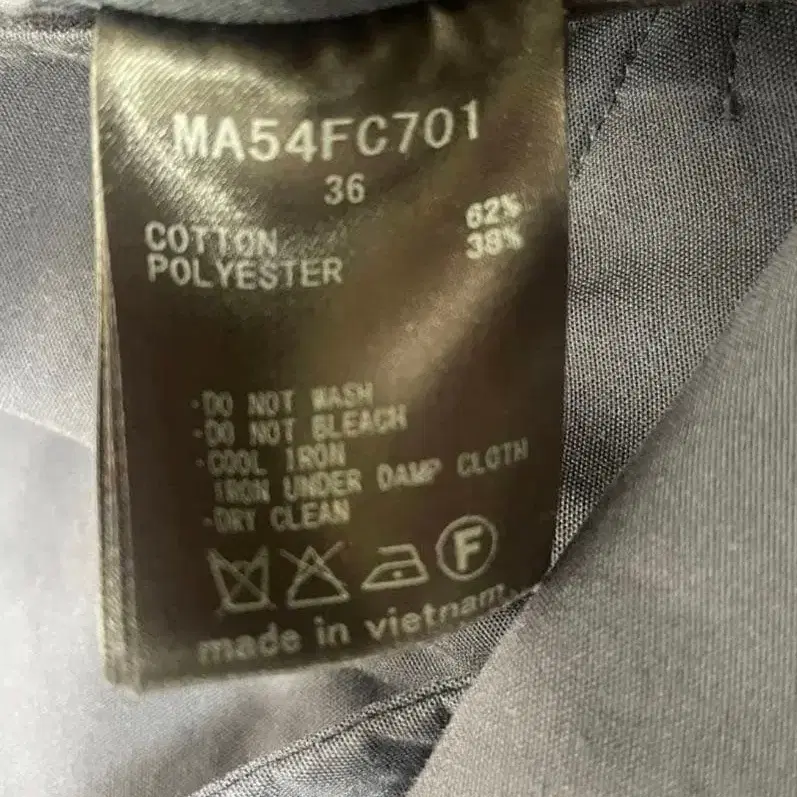 MA54FC701
36
COTTON 62%
POLYESTER 38%
·DO NOT WASH
·DO NOT BLEACH
·COOL IRON
IRON UNDER DAMP CLOTH
·DRY CLEAN
F
made in vietnam